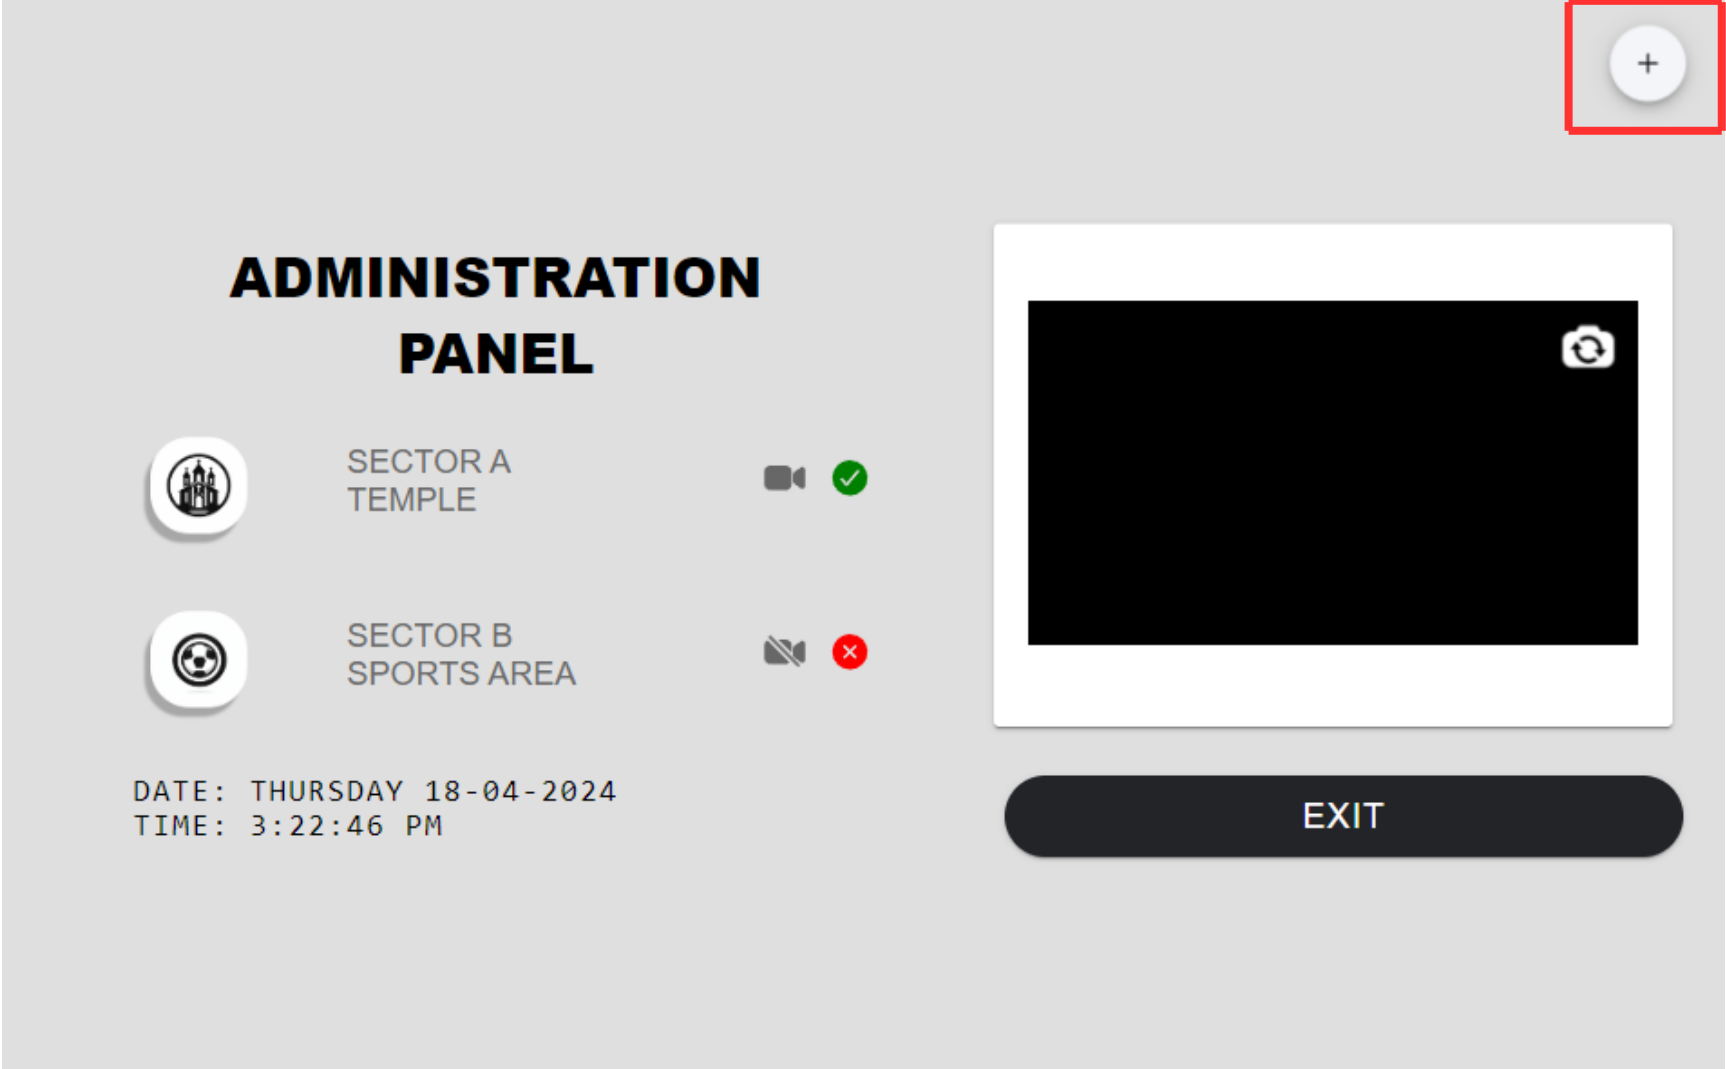 +
ADMINISTRATION
PANEL
SECTOR A
TEMPLE
SECTOR B
SPORTS AREA
DATE: THURSDAY 18-04-2024
TIME: 3:22:46 PM
EXIT